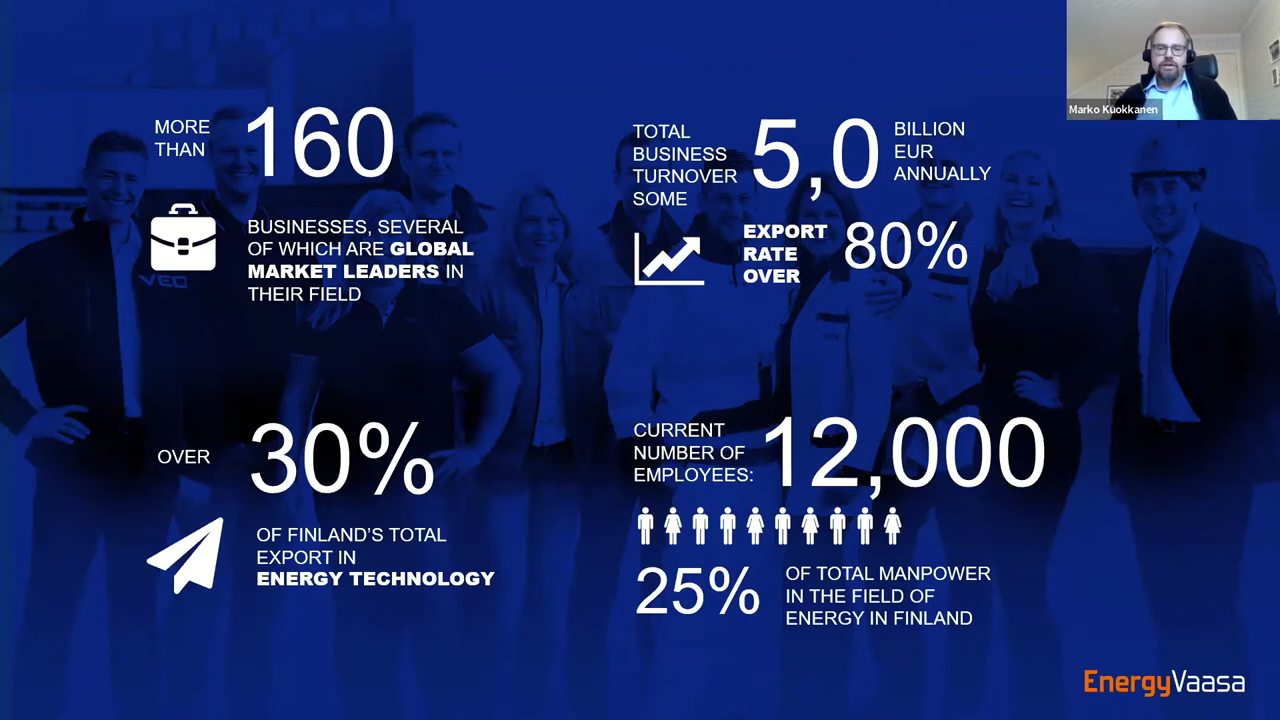 MORE
THAN
160
BUSINESSES, SEVERAL
OF WHICH ARE GLOBAL
MARKET LEADERS IN
THEIR FIELD
TOTAL
BUSINESS
TURNOVER
SOME
5,0
BILLION
EUR
ANNUALLY
EXPORT
RATE
OVER
80%
OVER
30%
OF FINLAND'S TOTAL
EXPORT IN
ENERGY TECHNOLOGY
CURRENT
NUMBER OF
EMPLOYEES:
12,000
25%
OF TOTAL MANPOWER
IN THE FIELD OF
ENERGY IN FINLAND
Marko Kuokkanen
VEO
EnergyVaasa